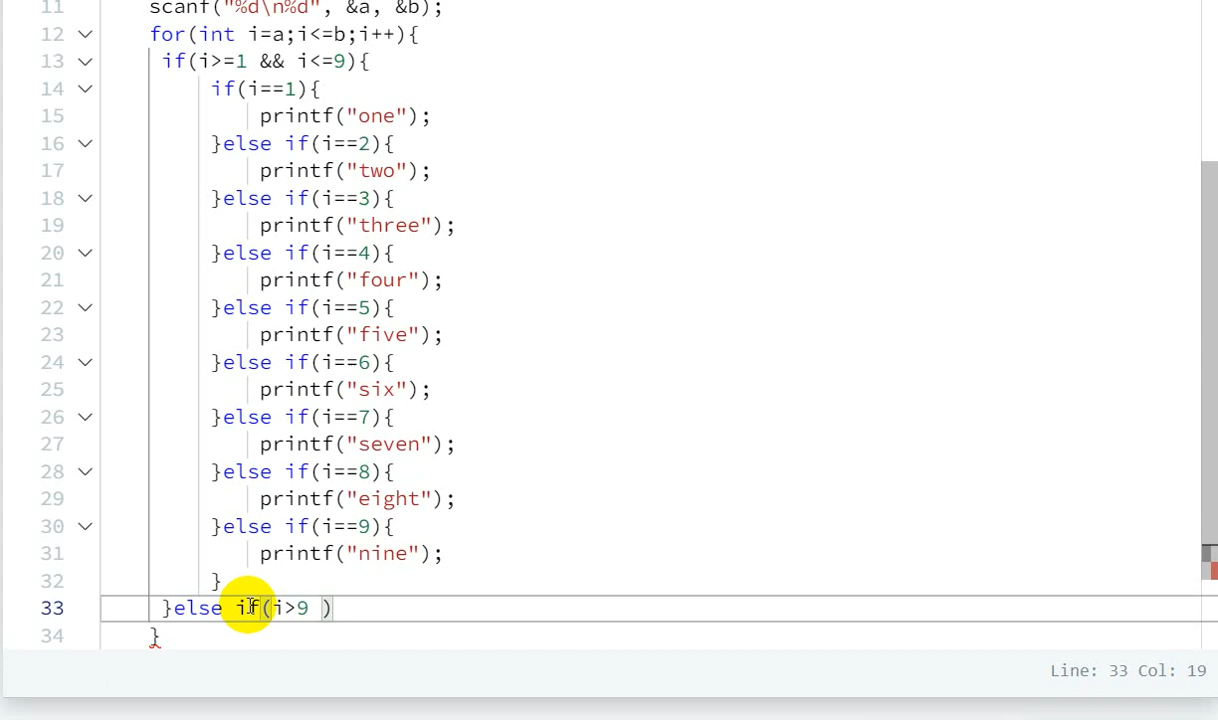 11 scanf("%d\n%d", &a, &b);
12 for(int i=a;i<=b;i++){
13 if(i>=1 && i<=9){
14 if(i==1){
15 printf("one");
16 }else if(i==2){
17 printf("two");
18 }else if(i==3){
19 printf("three");
20 }else if(i==4){
21 printf("four");
22 }else if(i==5){
23 printf("five");
24 }else if(i==6){
25 printf("six");
26 }else if(i==7){
27 printf("seven");
28 }else if(i==8){
29 printf("eight");
30 }else if(i==9){
31 printf("nine");
32 }
33 }else if(i>9 )
34 }
Line: 33 Col: 19